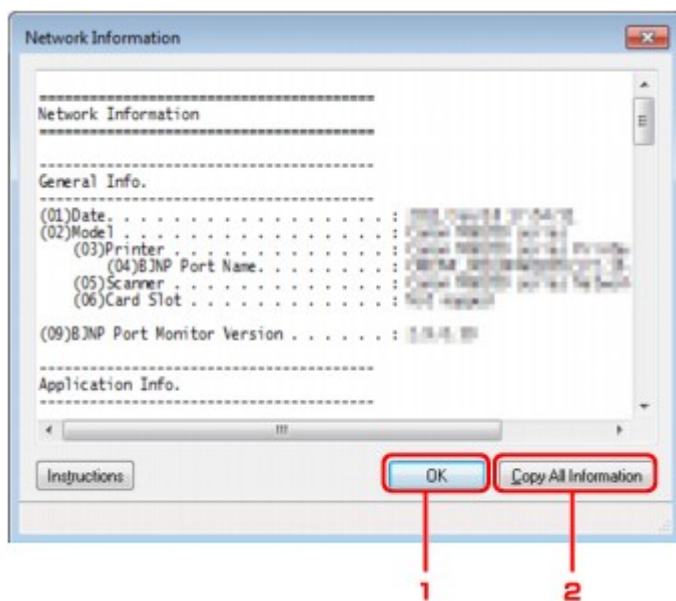 Network Information
========================================
Network Information
========================================
----------------------------------------
General Info.
----------------------------------------
(01)Date. . . . . . . . . . . . . . . . . :
(02)Model . . . . . . . . . . . . . . . . :
(03)Printer . . . . . . . . . . . . . . :
(04)BJNP Port Name. . . . . . . . . :
(05)Scanner . . . . . . . . . . . . . . :
(06)Card Slot . . . . . . . . . . . . . :
(09)BJNP Port Monitor Version . . . . . . :
----------------------------------------
Application Info.
----------------------------------------
Instructions OK Copy All Information
1 2